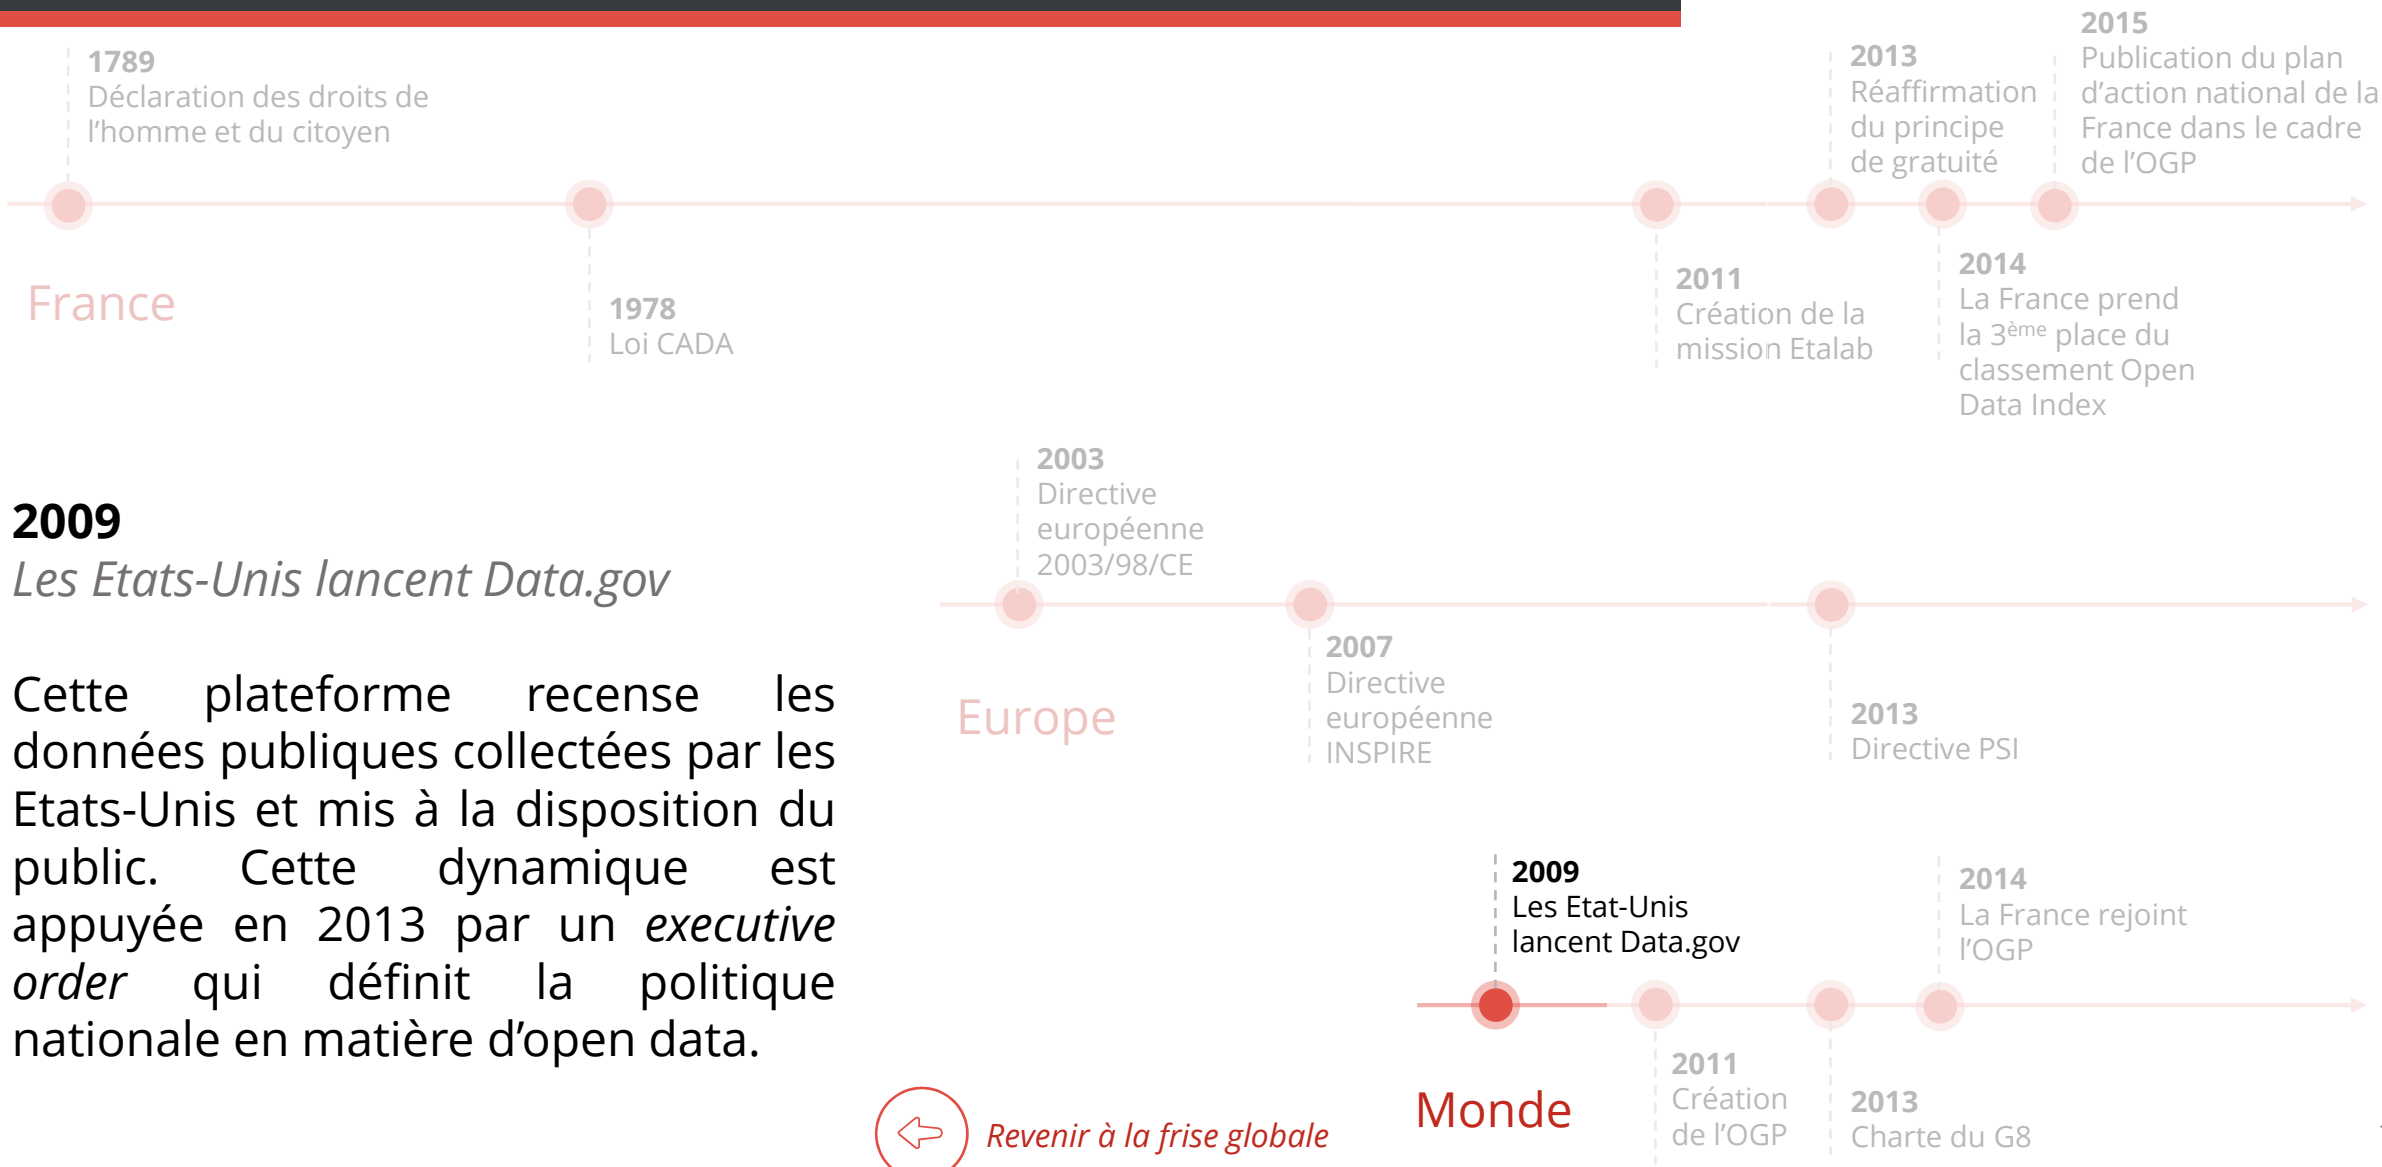 1789
Déclaration des droits de
l’homme et du citoyen
2013
Réaffirmation
du principe
de gratuité
2015
Publication du plan
d’action national de la
France dans le cadre
de l’OGP
France
1978
Loi CADA
2011
Création de la
mission Etalab
2014
La France prend
la 3ème place du
classement Open
Data Index
2009
Les Etats-Unis lancent Data.gov
Cette plateforme recense les
données publiques collectées par les
Etats-Unis et mis à la disposition du
public. Cette dynamique est
appuyée en 2013 par un executive
order qui définit la politique
nationale en matière d’open data.
2003
Directive
européenne
2003/98/CE
Europe
2007
Directive
européenne
INSPIRE
2013
Directive PSI
2009
Les Etat-Unis
lancent Data.gov
2014
La France rejoint
l’OGP
Monde
2011
Création
de l’OGP
2013
Charte du G8
Revenir à la frise globale